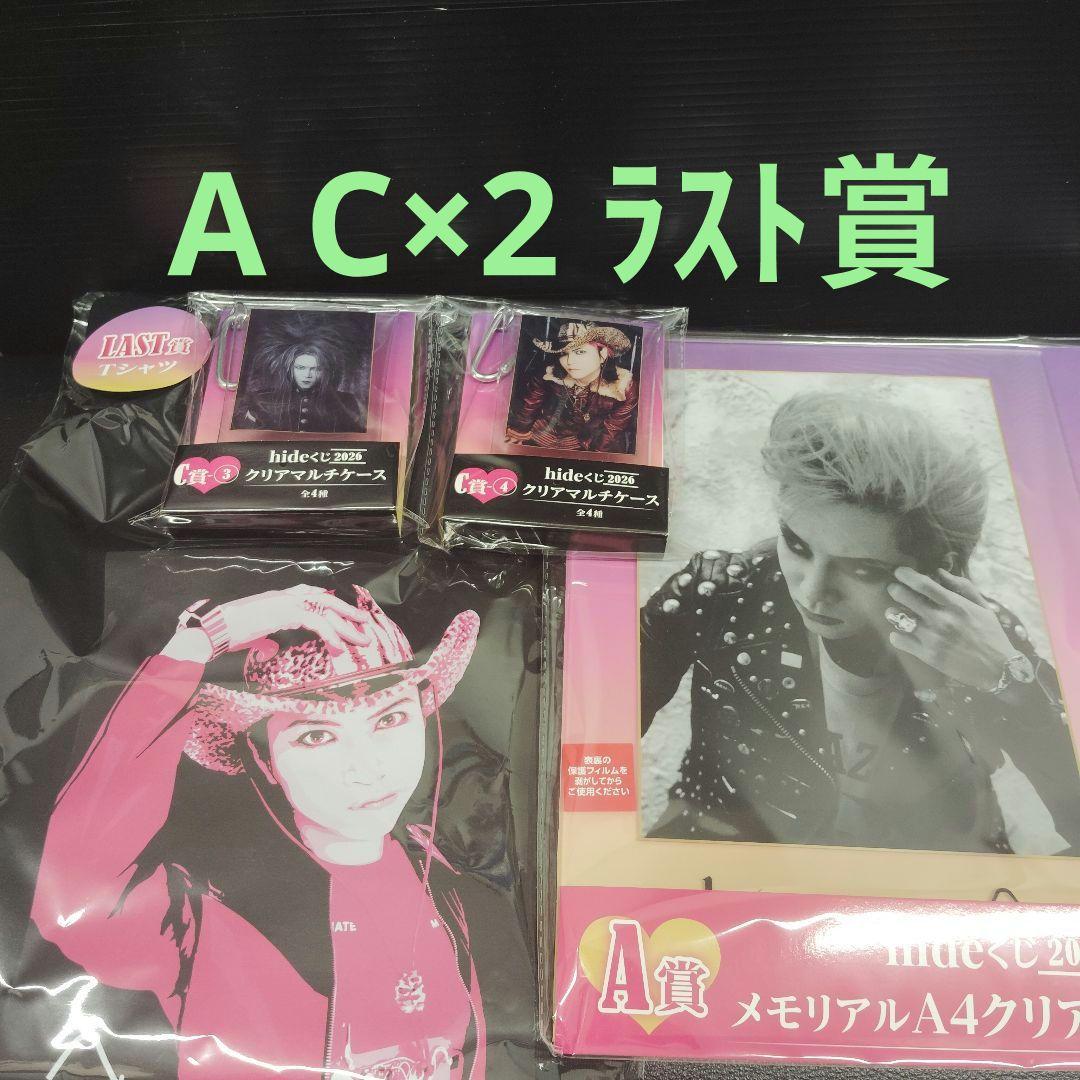 A C×2 ﾗｽﾄ賞
LAST賞
Tシャツ
hideくじ2026
C賞-③ クリアマルチケース
全4種
hideくじ2026
C賞-④ クリアマルチケース
全4種
表裏の
保護フィルムを
剥がしてから
ご使用ください
MATE
M
hideくじ20
A賞
メモリアルA4クリア